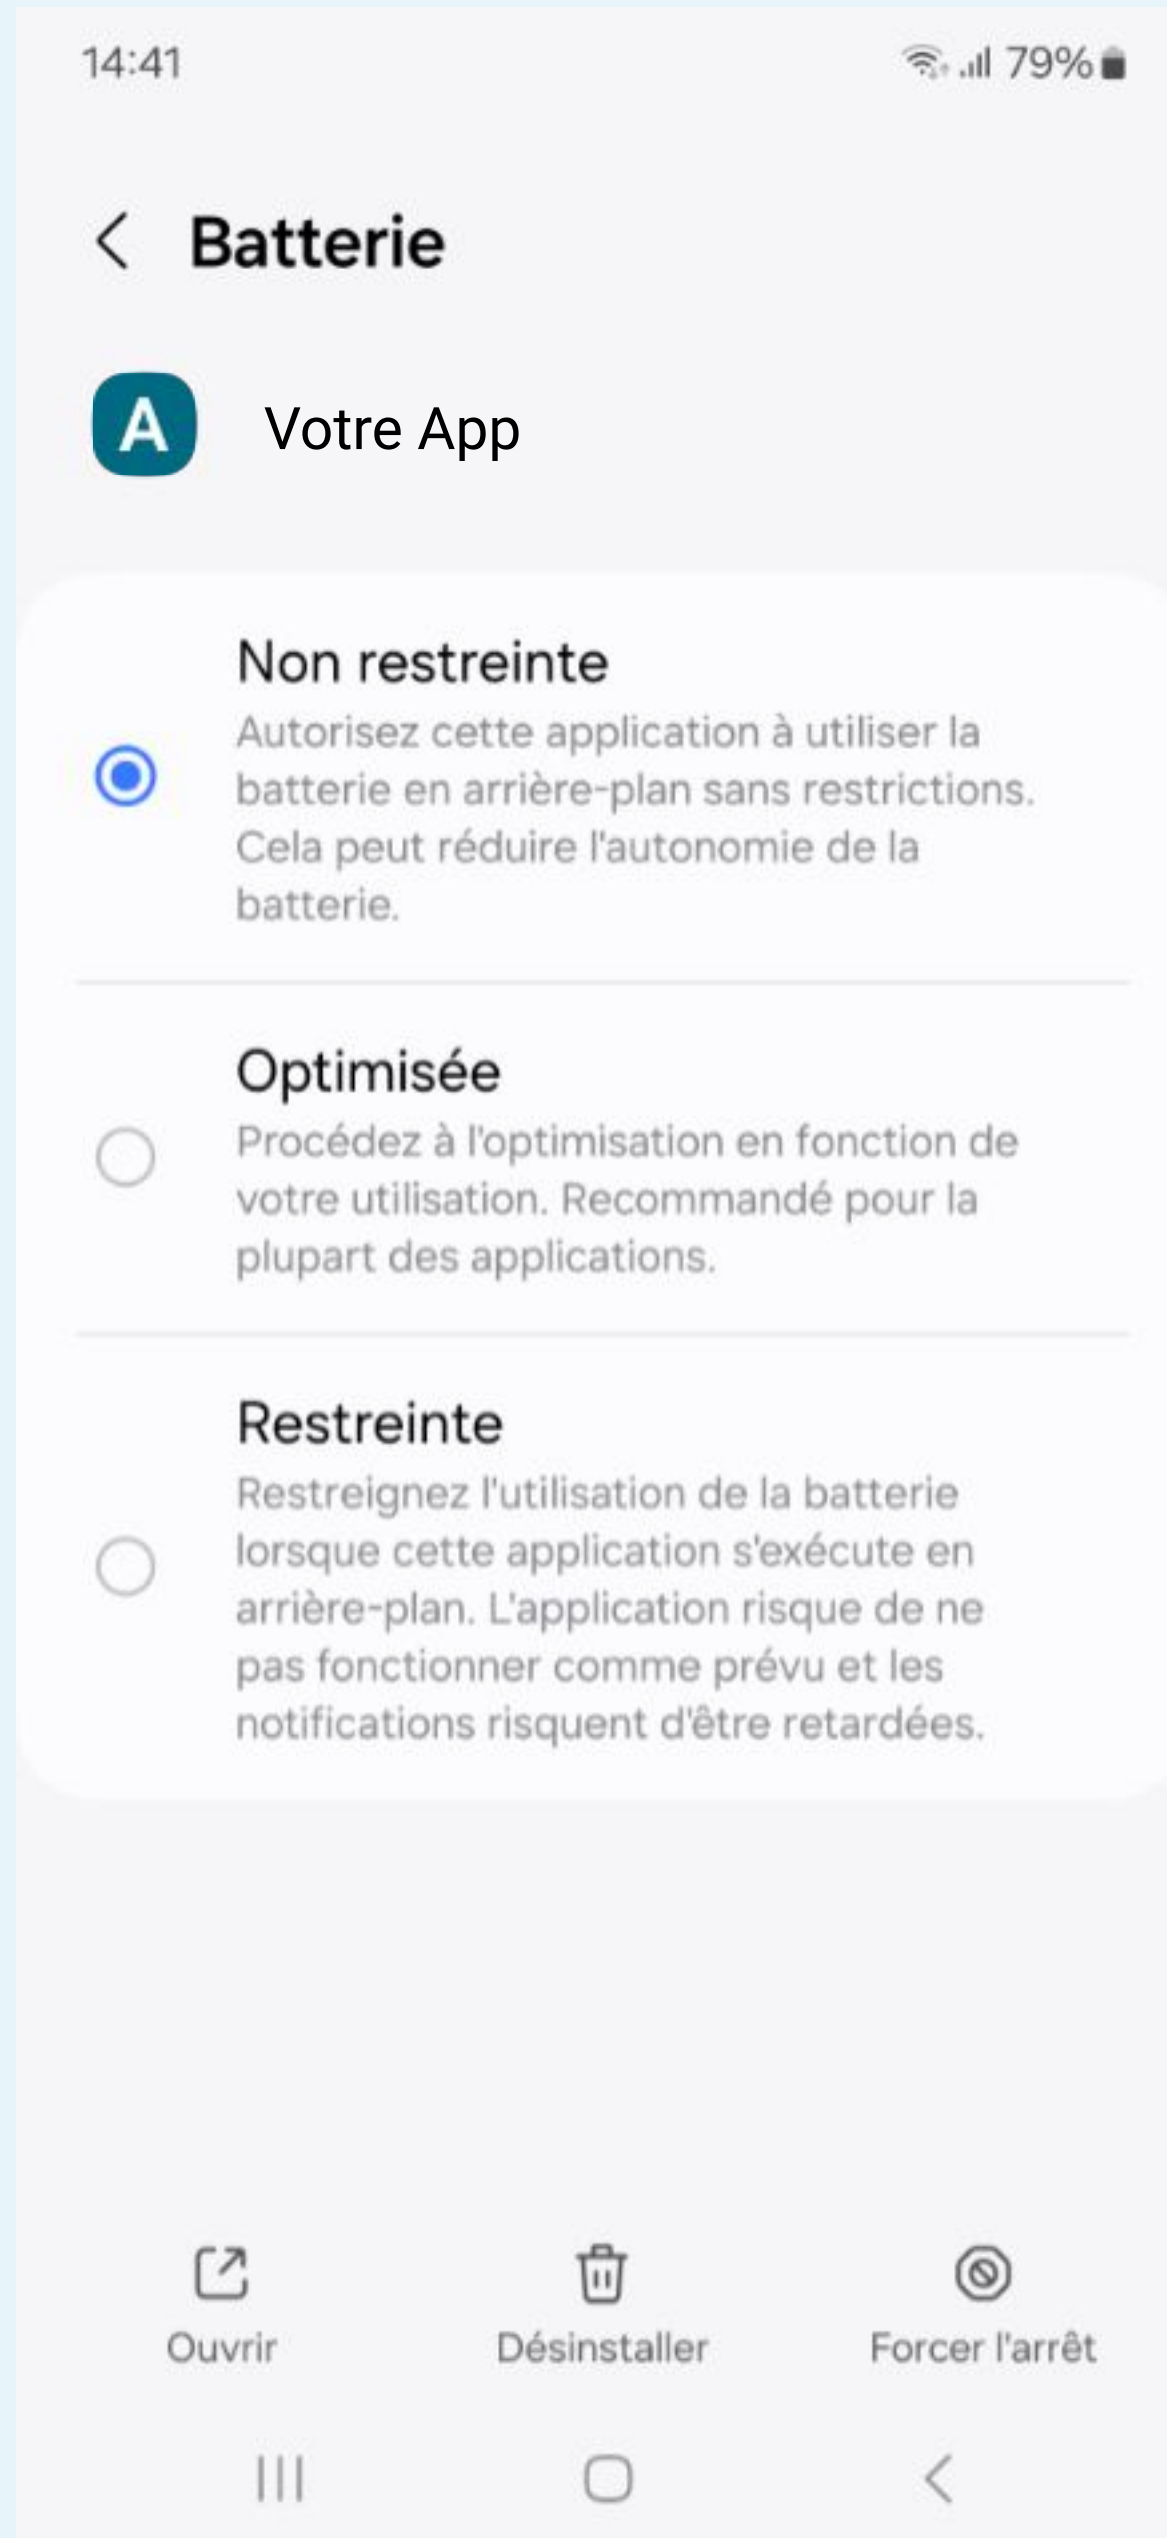 14:41 79%
Batterie
A Votre App
Non restreinte
Autorisez cette application à utiliser la
batterie en arrière-plan sans restrictions.
Cela peut réduire l'autonomie de la
batterie.
Optimisée
Procédez à l'optimisation en fonction de
votre utilisation. Recommandé pour la
plupart des applications.
Restreinte
Restreignez l'utilisation de la batterie
lorsque cette application s'exécute en
arrière-plan. L'application risque de ne
pas fonctionner comme prévu et les
notifications risquent d'être retardées.
Ouvrir Désinstaller Forcer l'arrêt